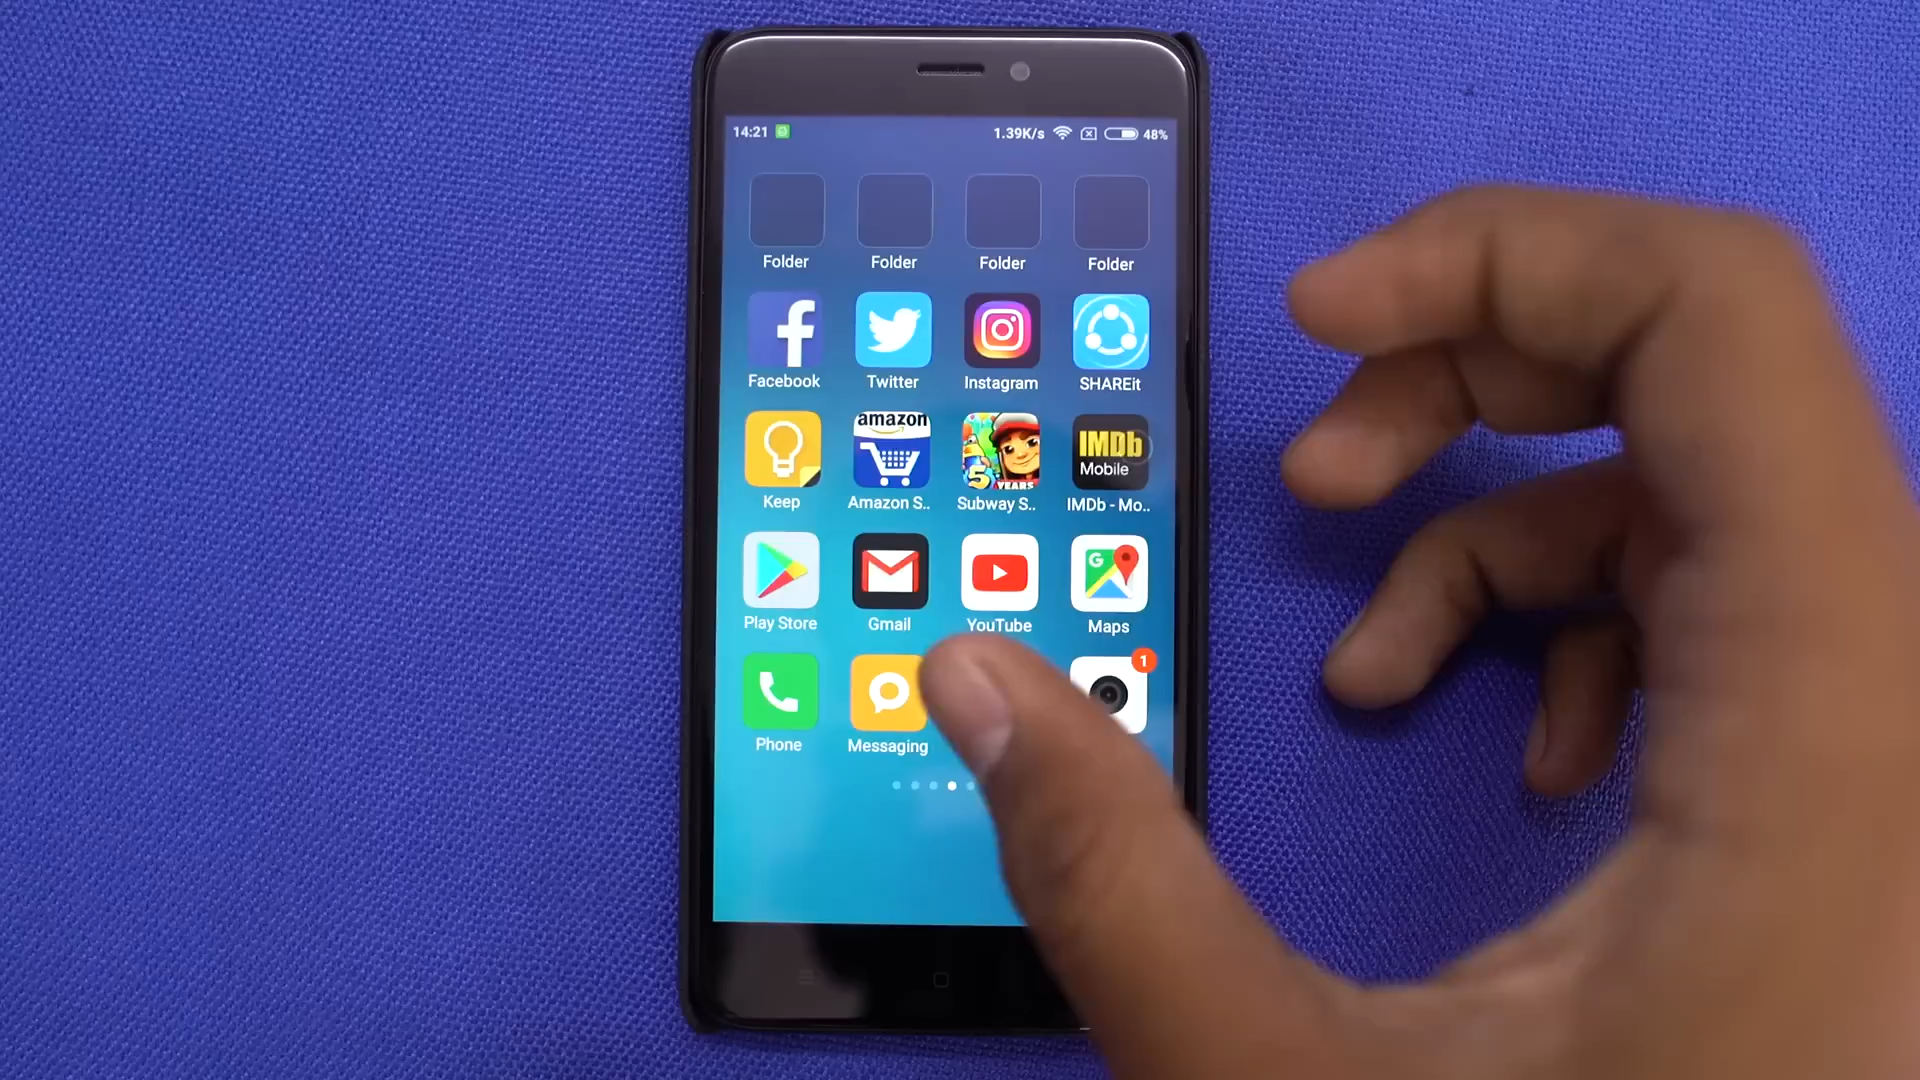 14:21 1.39K/s 48%
Folder Folder Folder Folder
Facebook Twitter Instagram SHAREit
amazon
5 YEARS
IMDb
Mobile
Keep Amazon S.. Subway S.. IMDb - Mo..
G
Play Store Gmail YouTube Maps
1
Phone Messaging